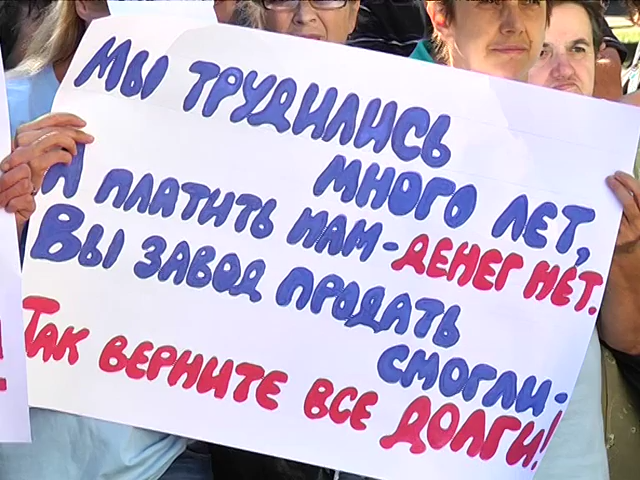 Мы трудились
много лет,
А платить нам-денег нет.
Вы завод продать
смогли-
Так верните все долги!